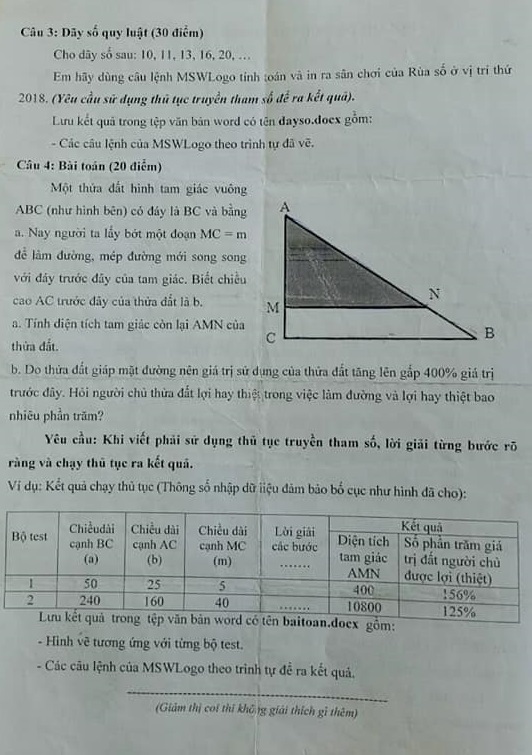 Câu 3: Dãy số quy luật (30 điểm)
Cho dãy số sau: 10, 11, 13, 16, 20, ...
Em hãy dùng câu lệnh MSWLogo tính toán và in ra sân chơi của Rùa số ở vị trí thứ
2018. (Yêu cầu sử dụng thủ tục truyền tham số để ra kết quả).
Lưu kết quả trong tệp văn bản word có tên dayso.docx gồm:
- Các câu lệnh của MSWLogo theo trình tự đã vẽ.
Câu 4: Bài toán (20 điểm)
Một thửa đất hình tam giác vuông
ABC (như hình bên) có đáy là BC và bằng
a. Nay người ta lấy bớt một đoạn MC = m
để làm đường, mép đường mới song song
với đáy trước đây của tam giác. Biết chiều
cao AC trước đây của thửa đất là b.
a. Tính diện tích tam giác còn lại AMN của
thửa đất.
A
N
M
C
B
b. Do thửa đất giáp mặt đường nên giá trị sử dụng của thửa đất tăng lên gấp 400% giá trị
trước đây. Hỏi người chủ thửa đất lợi hay thiệt trong việc làm đường và lợi hay thiệt bao
nhiêu phần trăm?
Yêu cầu: Khi viết phải sử dụng thủ tục truyền tham số, lời giải từng bước rõ
ràng và chạy thủ tục ra kết quả.
Ví dụ: Kết quả chạy thủ tục (Thông số nhập dữ liệu đảm bảo bố cục như hình đã cho):
Bộ test
Chiều dài cạnh BC (a)
Chiều dài cạnh AC (b)
Chiều dài cạnh MC (m)
Lời giải các bước .......
Kết quả
Diện tích tam giác AMN
Số phần trăm giá trị đất người chủ được lợi (thiệt)
1 50 25 5 400 156%
2 240 160 40 ....... 10800 125%
Lưu kết quả trong tệp văn bản word có tên baitoan.docx gồm:
- Hình vẽ tương ứng với từng bộ test.
- Các câu lệnh của MSWLogo theo trình tự để ra kết quả.
(Giám thị coi thi không giải thích gì thêm)